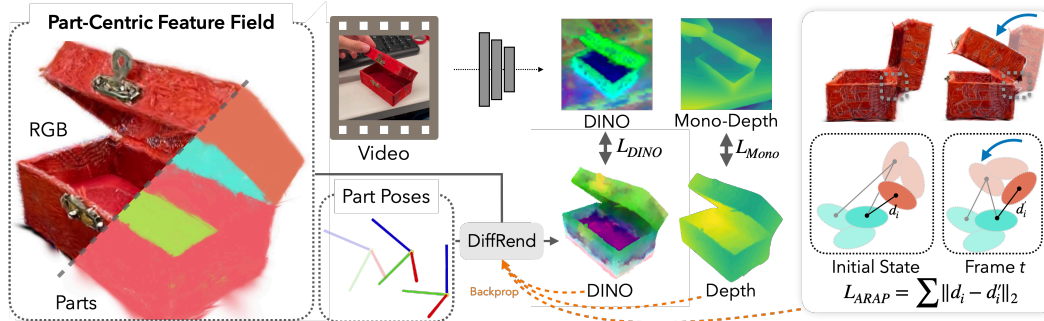 Part-Centric Feature Field
RGB
Parts
Video
DINO
Mono-Depth
L_DINO
L_Mono
Part Poses
DiffRend
Backprop
DINO
Depth
d_i
d_i′
Initial State
Frame t
L_ARAP = ∑ ‖d_i − d_i′‖_2